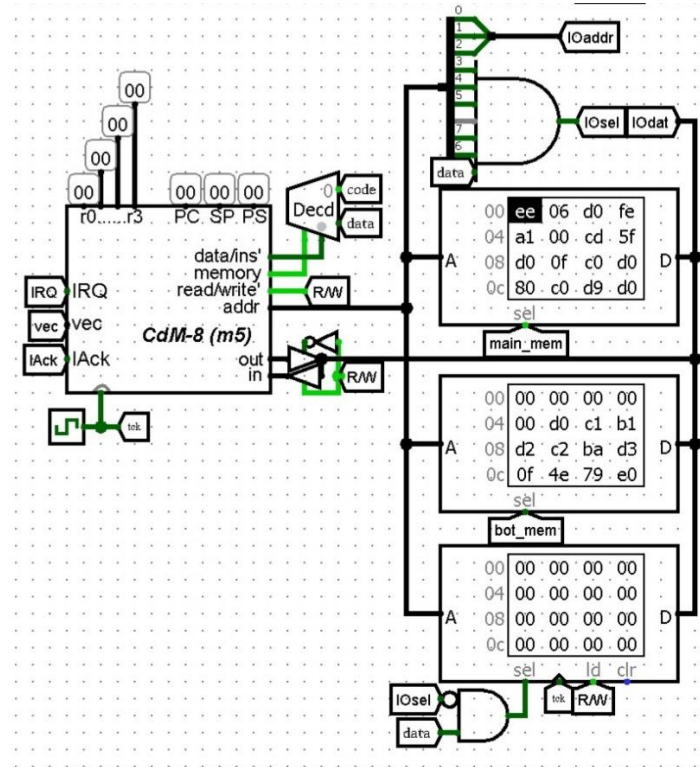 0
1
2
3
4
5
7
6
IOaddr
IOsel
IOdat
data
00
00
00
00
00 00 00
r0......r3
PC SP PS
0
Decd
code
data
data/ins'
memory
read/write'
R/W
addr
IRQ
IRQ
vec
vec
IAck
IAck
CdM-8 (m5)
out
in
R/W
tck
A
00 ee 06 d0 fe
04 a1 00 cd 5f
08 d0 0f c0 d0
0c 80 c0 d9 d0
D
sel
main_mem
A
00 00 00 00 00
04 00 d0 c1 b1
08 d2 c2 ba d3
0c 0f 4e 79 e0
D
sel
bot_mem
A
00 00 00 00 00
04 00 00 00 00
08 00 00 00 00
0c 00 00 00 00
D
sel ld clr
IOsel
data
tck
R/W